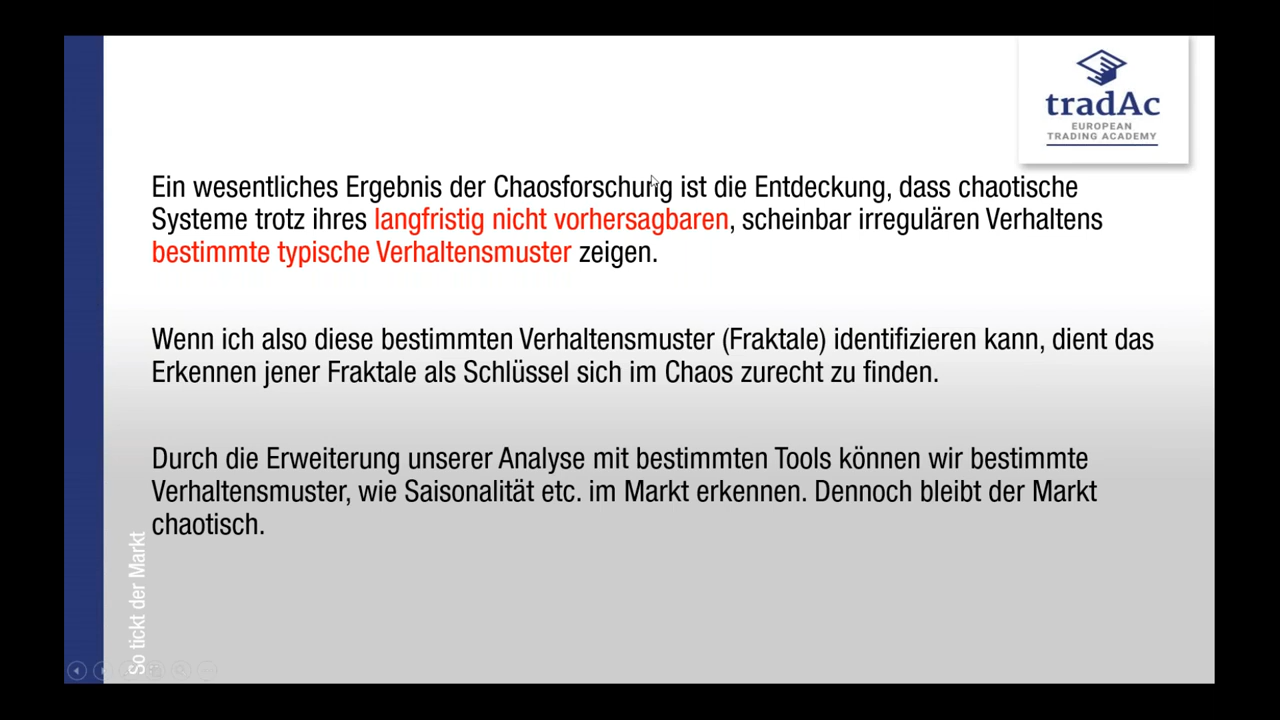 tradAc
EUROPEAN
TRADING ACADEMY
Ein wesentliches Ergebnis der Chaosforschung ist die Entdeckung, dass chaotische
Systeme trotz ihres langfristig nicht vorhersagbaren, scheinbar irregulären Verhaltens
bestimmte typische Verhaltensmuster zeigen.
Wenn ich also diese bestimmten Verhaltensmuster (Fraktale) identifizieren kann, dient das
Erkennen jener Fraktale als Schlüssel sich im Chaos zurecht zu finden.
Durch die Erweiterung unserer Analyse mit bestimmten Tools können wir bestimmte
Verhaltensmuster, wie Saisonalität etc. im Markt erkennen. Dennoch bleibt der Markt
chaotisch.
So tickt der Markt